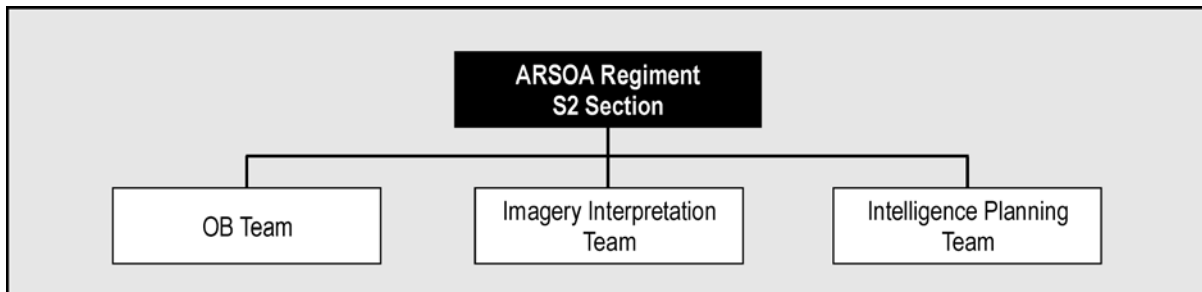 ARSOA Regiment
S2 Section
OB Team
Imagery Interpretation
Team
Intelligence Planning
Team